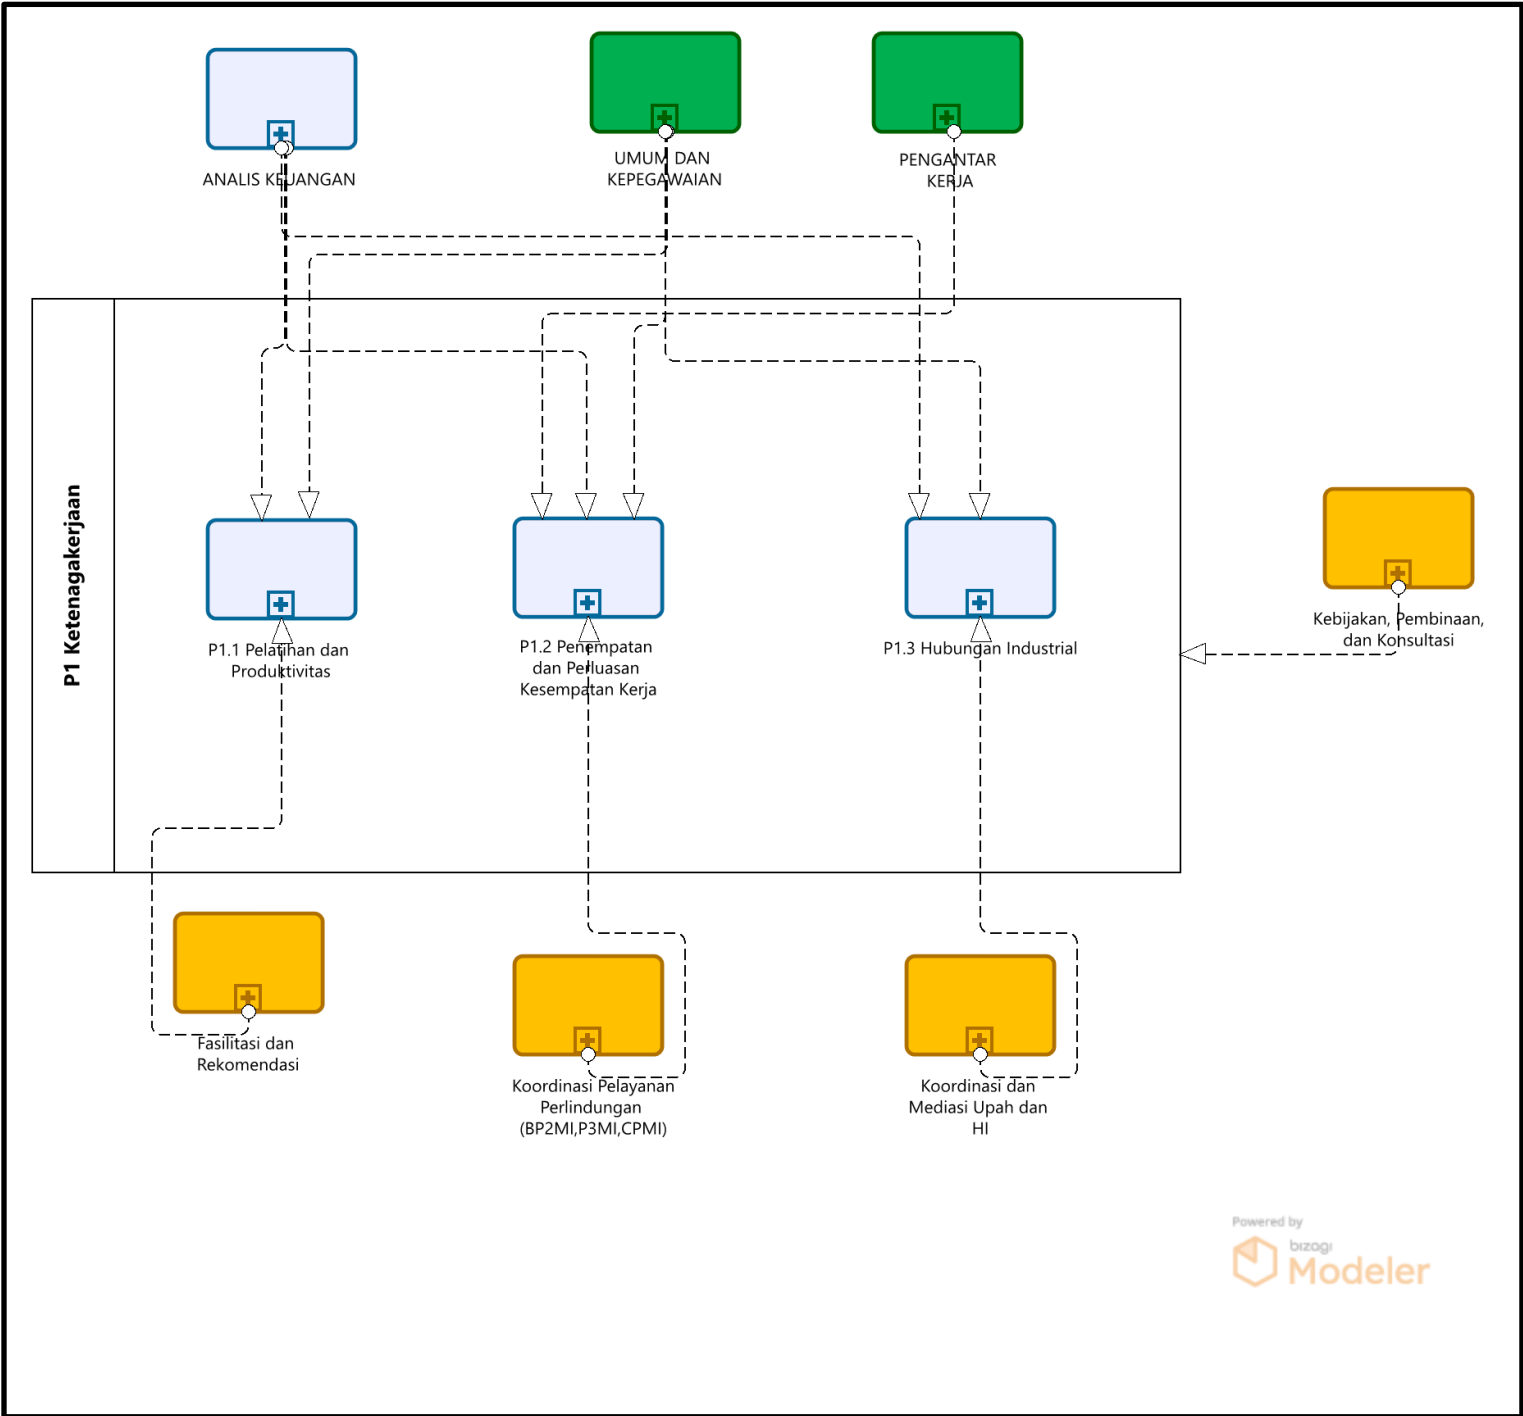 ANALIS KEUANGAN
UMUM DAN
KEPEGAWAIAN
PENGANTAR
KERJA
P1 Ketenagakerjaan
P1.1 Pelatihan dan
Produktivitas
P1.2 Penempatan
dan Perluasan
Kesempatan Kerja
P1.3 Hubungan Industrial
Kebijakan, Pembinaan,
dan Konsultasi
Fasilitasi dan
Rekomendasi
Koordinasi Pelayanan
Perlindungan
(BP2MI,P3MI,CPMI)
Koordinasi dan
Mediasi Upah dan
HI
Powered by
bizagi
Modeler